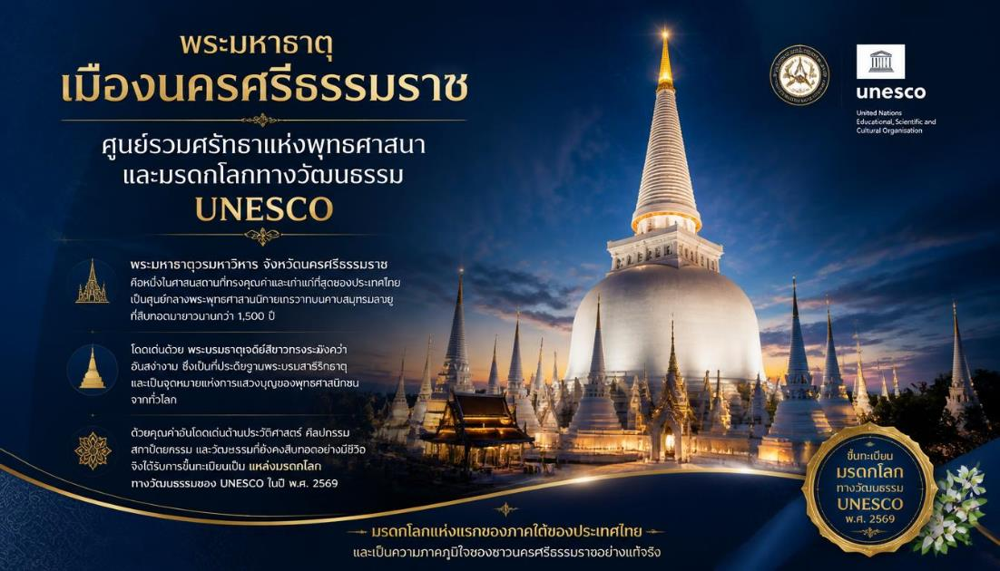 พระมหาธาตุ
เมืองนครศรีธรรมราช
ศูนย์รวมศรัทธาแห่งพุทธศาสนา
และมรดกโลกทางวัฒนธรรม
UNESCO
พระมหาธาตุวรมหาวิหาร จังหวัดนครศรีธรรมราช
คือหนึ่งในศาสนสถานที่ทรงคุณค่าและเก่าแก่ที่สุดของประเทศไทย
เป็นศูนย์กลางพระพุทธศาสานนิกายเถรวาทบนคาบสมุทรมลายู
ที่สืบทอดมายาวนานกว่า 1,500 ปี
โดดเด่นด้วย พระบรมธาตุเจดีย์สีขาวทรงระฆังคว่ำ
อันสง่างาม ซึ่งเป็นที่ประดิษฐานพระบรมสารีริกธาตุ
และเป็นจุดหมายแห่งการแสวงบุญของพุทธศาสนิกชน
จากทั่วโลก
ด้วยคุณค่าอันโดดเด่นด้านประวัติศาสตร์ ศิลปกรรม
สถาปัตยกรรม และวัฒนธรรมที่ยังคงสืบทอดอย่างมีชีวิต
จึงได้รับการขึ้นทะเบียนเป็น แหล่งมรดกโลก
ทางวัฒนธรรมของ UNESCO ในปี พ.ศ. 2569
unesco
United Nations
Educational, Scientific and
Cultural Organisation
ขึ้นทะเบียน
มรดกโลก
ทางวัฒนธรรม
UNESCO
พ.ศ. 2569
มรดกโลกแห่งแรกของภาคใต้ของประเทศไทย
และเป็นความภาคภูมิใจของชาวนครศรีธรรมราชอย่างแท้จริง